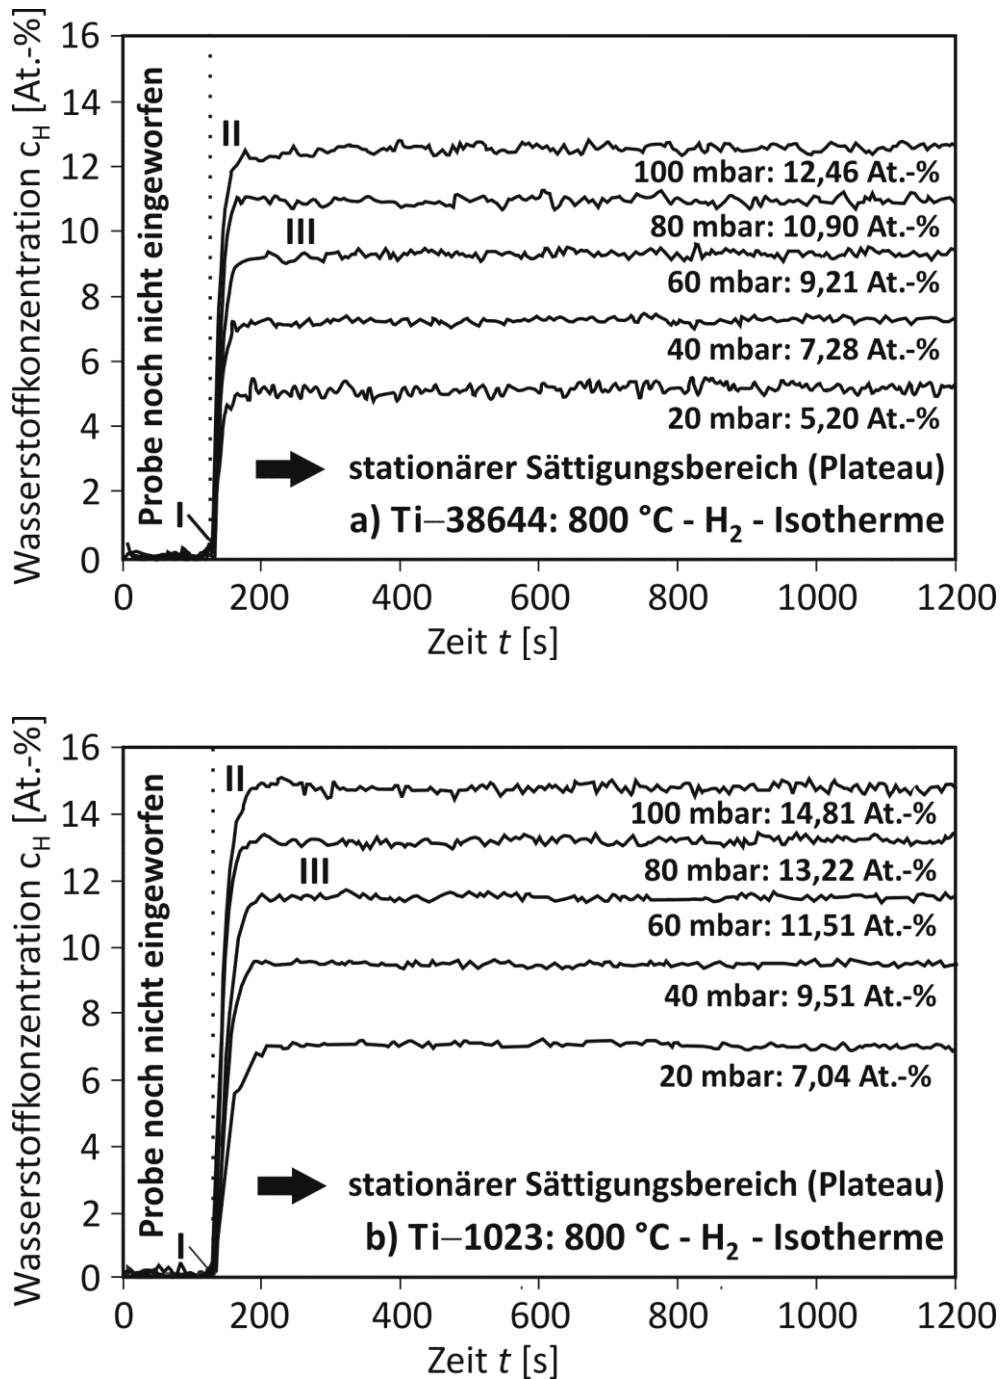 Wasserstoffkonzentration c_H [At.-%]
16
14
12
10
8
6
4
2
0
Probe noch nicht eingeworfen
I
II
III
100 mbar: 12,46 At.-%
80 mbar: 10,90 At.-%
60 mbar: 9,21 At.-%
40 mbar: 7,28 At.-%
20 mbar: 5,20 At.-%
stationärer Sättigungsbereich (Plateau)
a) Ti–38644: 800 °C - H₂ - Isotherme
0 200 400 600 800 1000 1200
Zeit t [s]
Wasserstoffkonzentration c_H [At.-%]
16
14
12
10
8
6
4
2
0
Probe noch nicht eingeworfen
I
II
III
100 mbar: 14,81 At.-%
80 mbar: 13,22 At.-%
60 mbar: 11,51 At.-%
40 mbar: 9,51 At.-%
20 mbar: 7,04 At.-%
stationärer Sättigungsbereich (Plateau)
b) Ti–1023: 800 °C - H₂ - Isotherme
0 200 400 600 800 1000 1200
Zeit t [s]